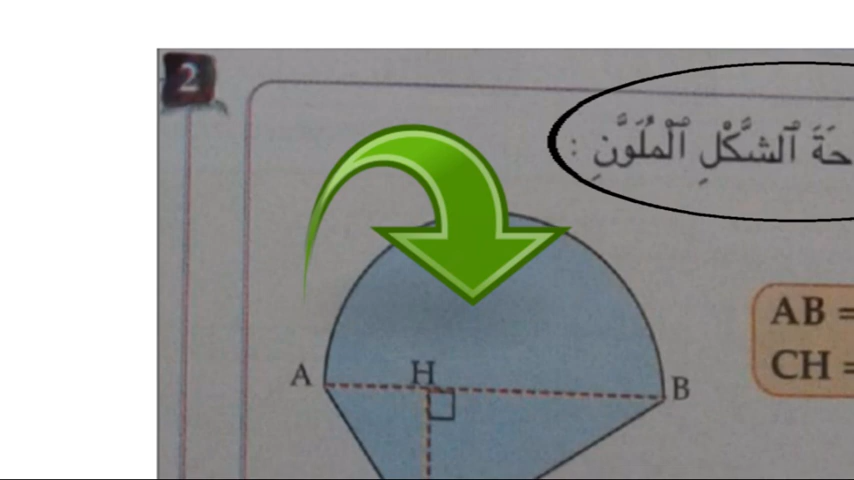 2
حَةَ ٱلشَّكْلِ ٱلْمُلَوَّنِ :
AB =
CH =
A
H
B